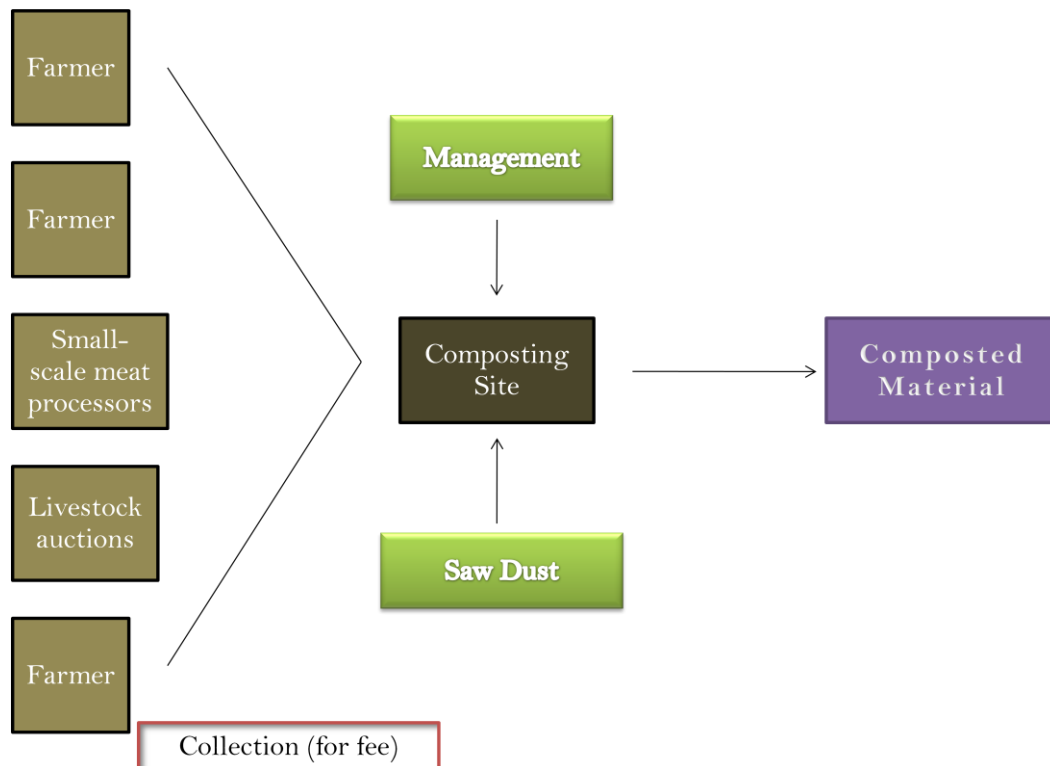 Farmer
Farmer
Small-
scale meat
processors
Livestock
auctions
Farmer
Collection (for fee)
Management
Composting
Site
Saw Dust
Composted
Material